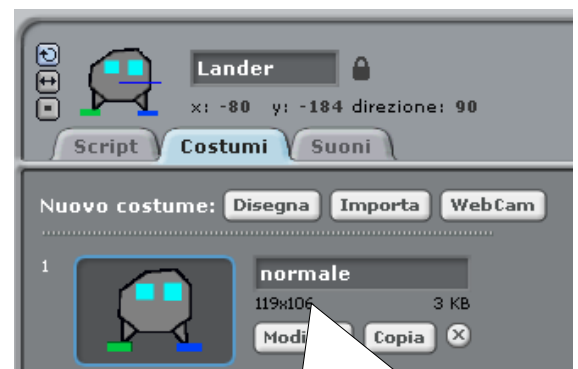 Lander
x: -80 y: -184 direzione: 90
Script Costumi Suoni
Nuovo costume: Disegna Importa WebCam
1
normale
119x106 3 KB
Copia